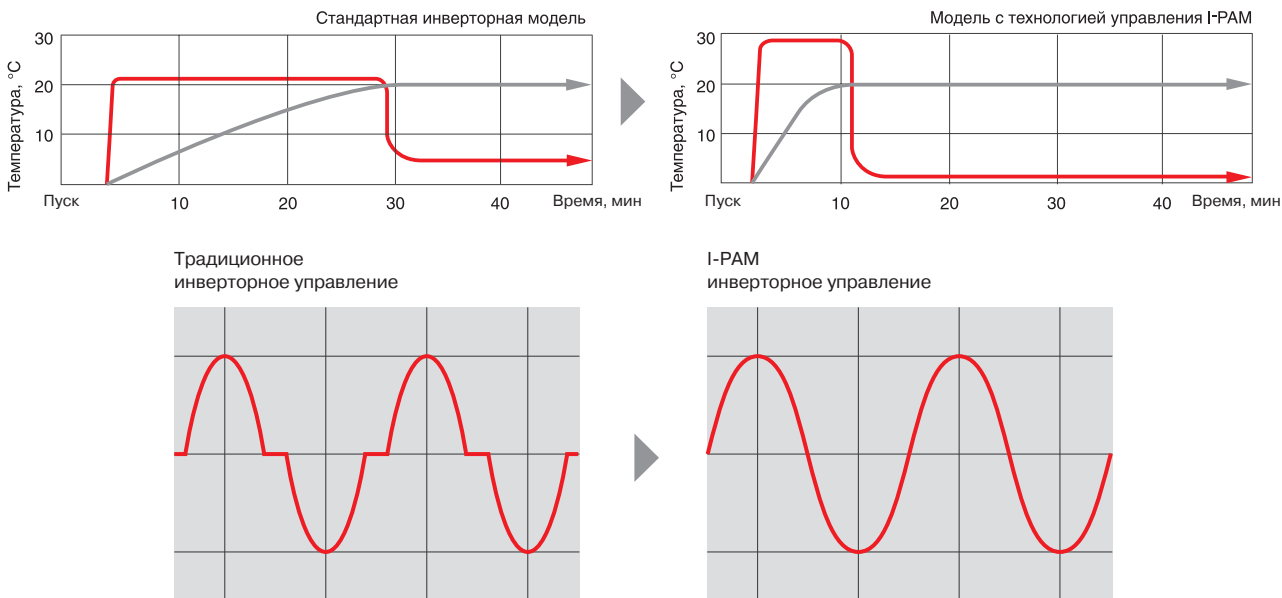 Стандартная инверторная модель
30
20
10
Температура, °C
Пуск
10
20
30
40
Время, мин
Модель с технологией управления I-PAM
30
20
10
Температура, °C
Пуск
10
20
30
40
Время, мин
Традиционное
инверторное управление
I-PAM
инверторное управление